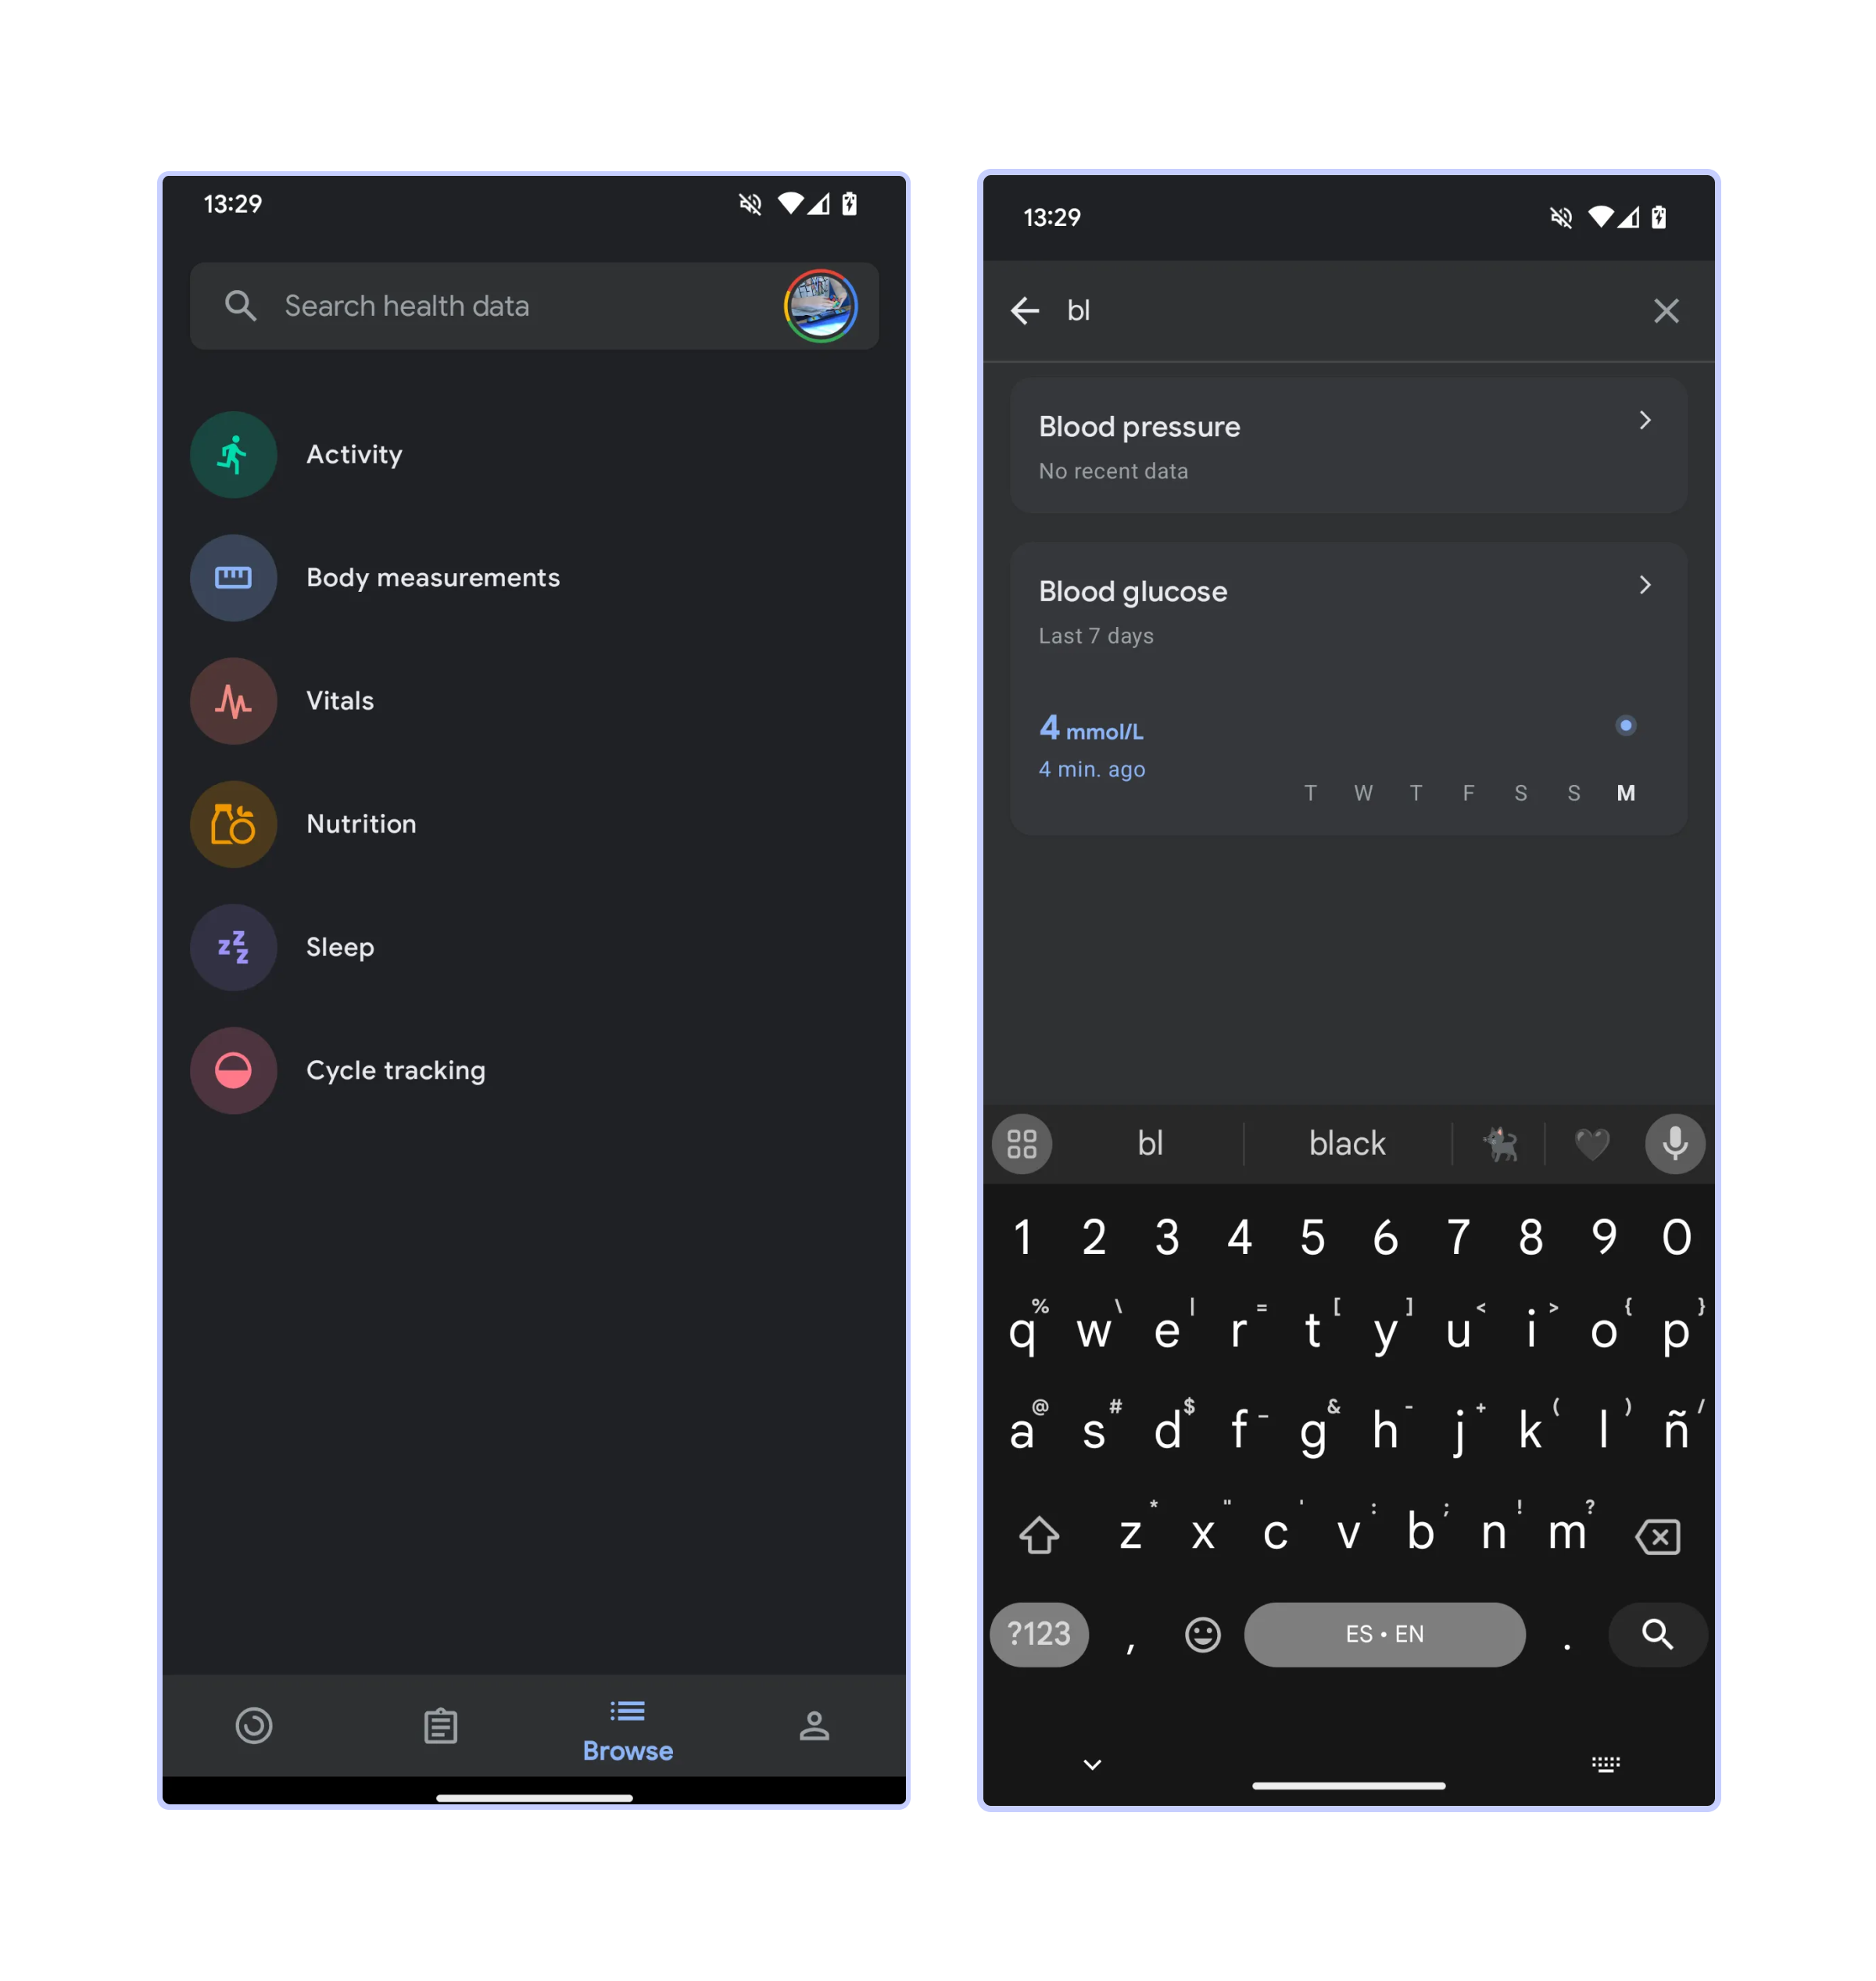 13:29
Search health data
Activity
Body measurements
Vitals
Nutrition
Sleep
Cycle tracking
Browse
13:29
bl
Blood pressure
No recent data
Blood glucose
Last 7 days
4 mmol/L
4 min. ago
T W T F S S M
bl black
1 2 3 4 5 6 7 8 9 0
% \ | = [ ] < > { }
q w e r t y u i o p
@ # $ _ & - + ( ) /
a s d f g h j k l ñ
* " ' : ; ! ?
z x c v b n m
?123 , ES • EN .